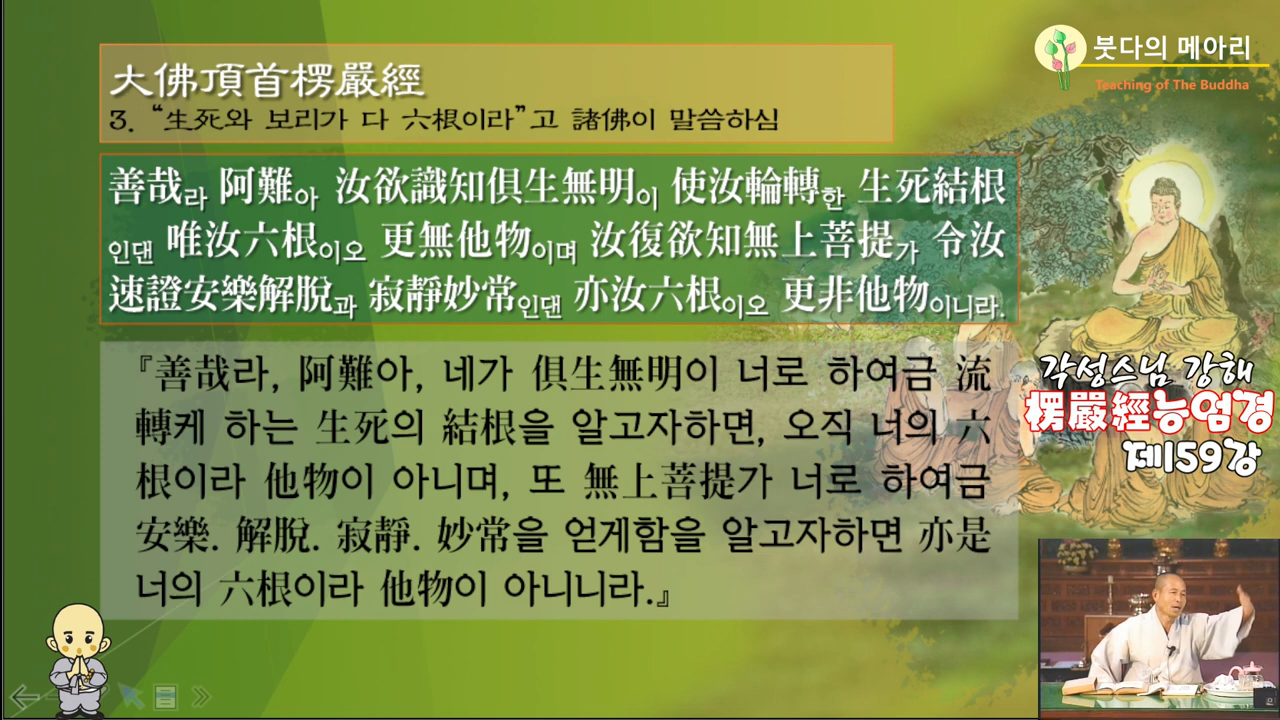 大佛頂首楞嚴經
3. “生死와 보리가 다 六根이라”고 諸佛이 말씀하심
善哉라 阿難아 汝欲識知俱生無明이 使汝輪轉한 生死結根
인댄 唯汝六根이오 更無他物이며 汝復欲知無上菩提가 令汝
速證安樂解脫과 寂靜妙常인댄 亦汝六根이오 更非他物이니라.
『善哉라, 阿難아, 네가 俱生無明이 너로 하여금 流
轉케 하는 生死의 結根을 알고자하면, 오직 너의 六
根이라 他物이 아니며, 또 無上菩提가 너로 하여금
安樂. 解脫. 寂靜. 妙常을 얻게함을 알고자하면 亦是
너의 六根이라 他物이 아니니라.』
붓다의 메아리
Teaching of The Buddha
각성스님 강해
楞嚴經능엄경
제159강